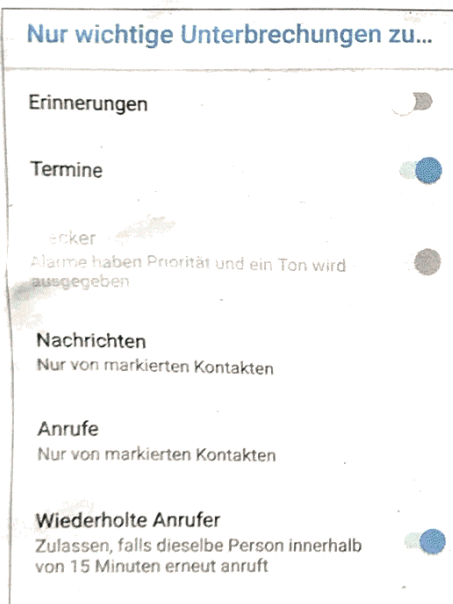 Nur wichtige Unterbrechungen zu...
Erinnerungen
Termine
Alarme haben Priorität und ein Ton wird
ausgegeben
Nachrichten
Nur von markierten Kontakten
Anrufe
Nur von markierten Kontakten
Wiederholte Anrufer
Zulassen, falls dieselbe Person innerhalb
von 15 Minuten erneut anruft